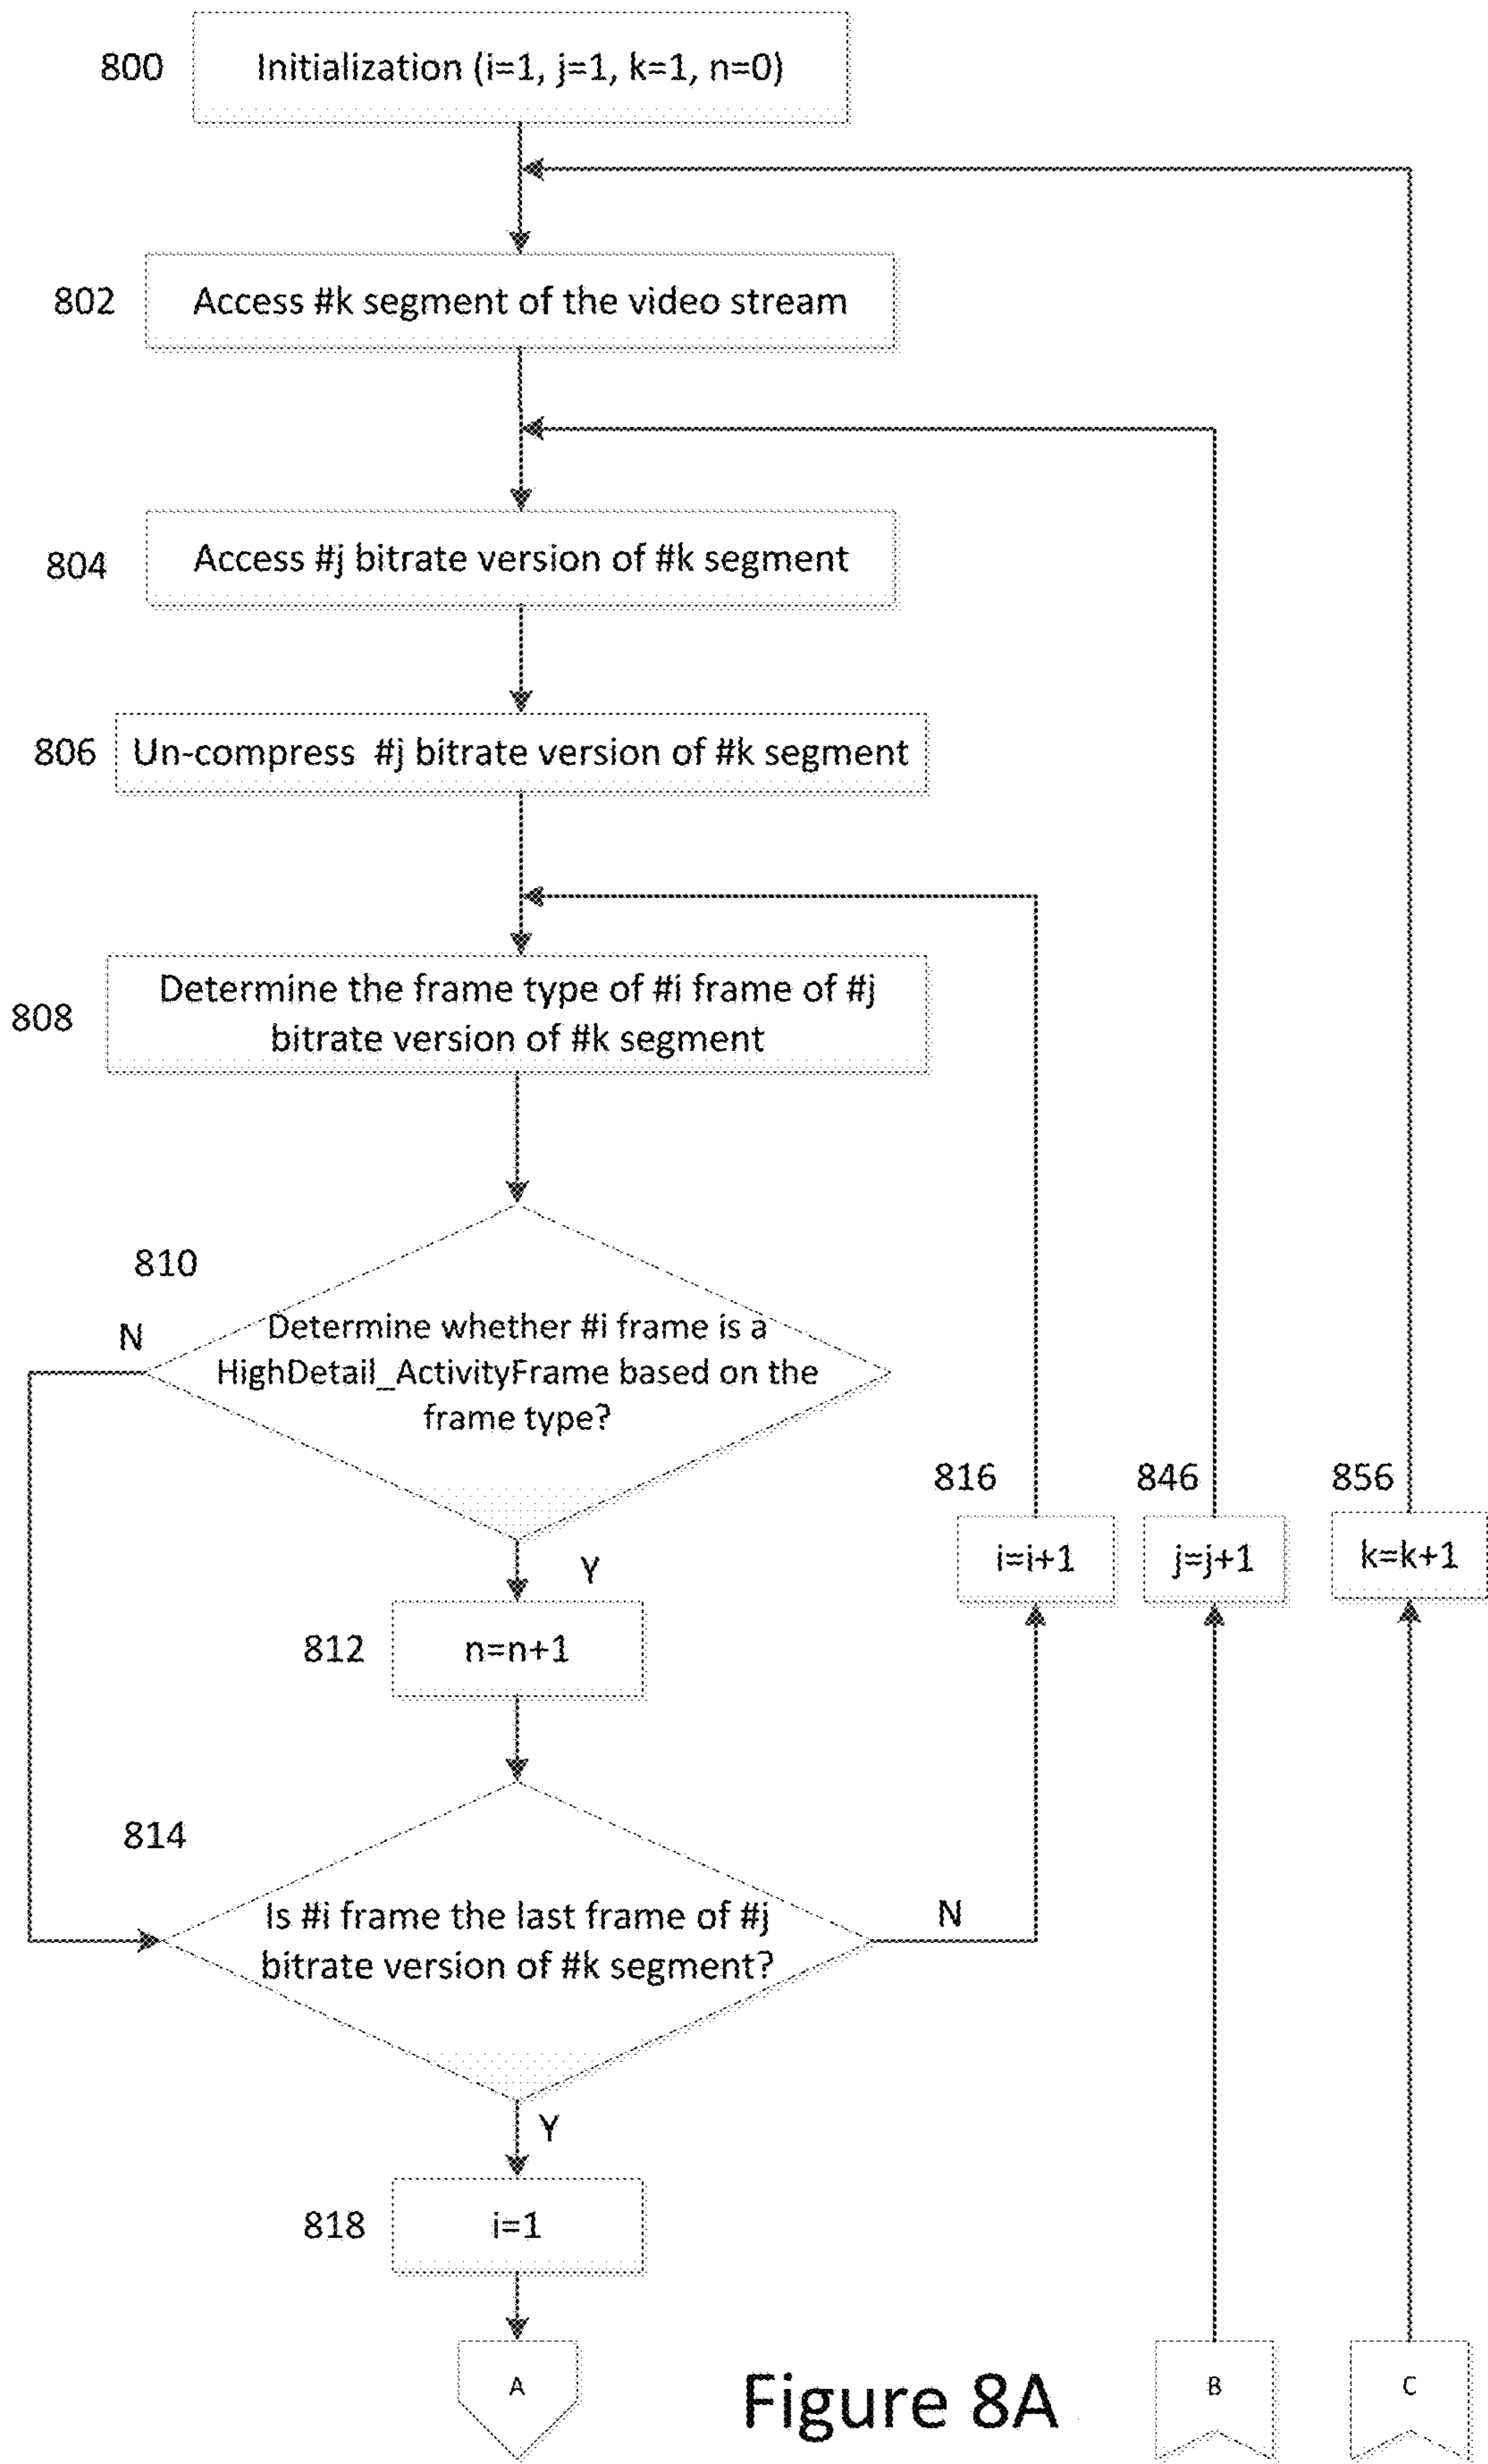 800
Initialization (i=1, j=1, k=1, n=0)
802
Access #k segment of the video stream
804
Access #j bitrate version of #k segment
806
Un-compress #j bitrate version of #k segment
808
Determine the frame type of #i frame of #j
bitrate version of #k segment
810
N
Determine whether #i frame is a
HighDetail_ActivityFrame based on the
frame type?
816
846
856
Y
i=i+1
j=j+1
k=k+1
812
n=n+1
814
Is #i frame the last frame of #j
bitrate version of #k segment?
N
Y
818
i=1
A
Figure 8A
B
C